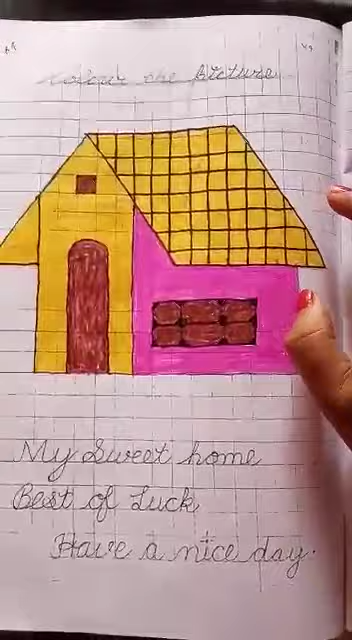 Colour the picture
My Sweet home
Best of Luck
Have a nice day.